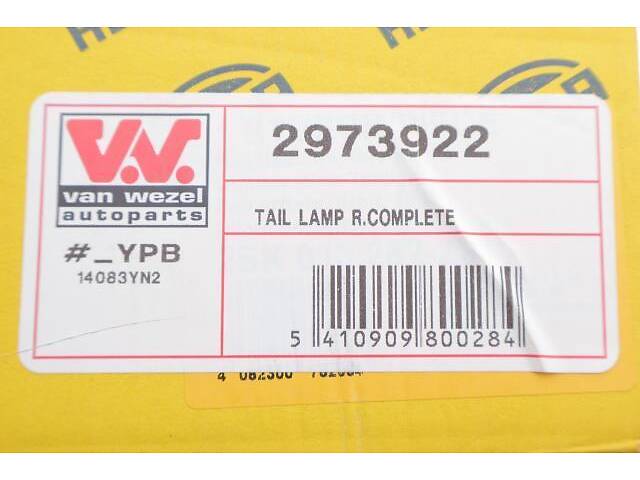 V.V.
van wezel
autoparts
#_YPB
14083YN2
2973922
TAIL LAMP R.COMPLETE
5 410909 800284